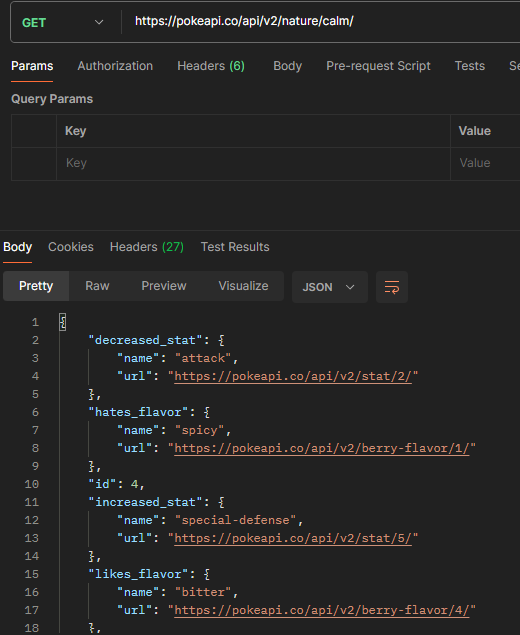 GET https://pokeapi.co/api/v2/nature/calm/
Params Authorization Headers (6) Body Pre-request Script Tests Se
Query Params
Key Value
Key Value
Body Cookies Headers (27) Test Results
Pretty Raw Preview Visualize JSON
1 {
2 "decreased_stat": {
3 "name": "attack",
4 "url": "https://pokeapi.co/api/v2/stat/2/"
5 },
6 "hates_flavor": {
7 "name": "spicy",
8 "url": "https://pokeapi.co/api/v2/berry-flavor/1/"
9 },
10 "id": 4,
11 "increased_stat": {
12 "name": "special-defense",
13 "url": "https://pokeapi.co/api/v2/stat/5/"
14 },
15 "likes_flavor": {
16 "name": "bitter",
17 "url": "https://pokeapi.co/api/v2/berry-flavor/4/"
18 },